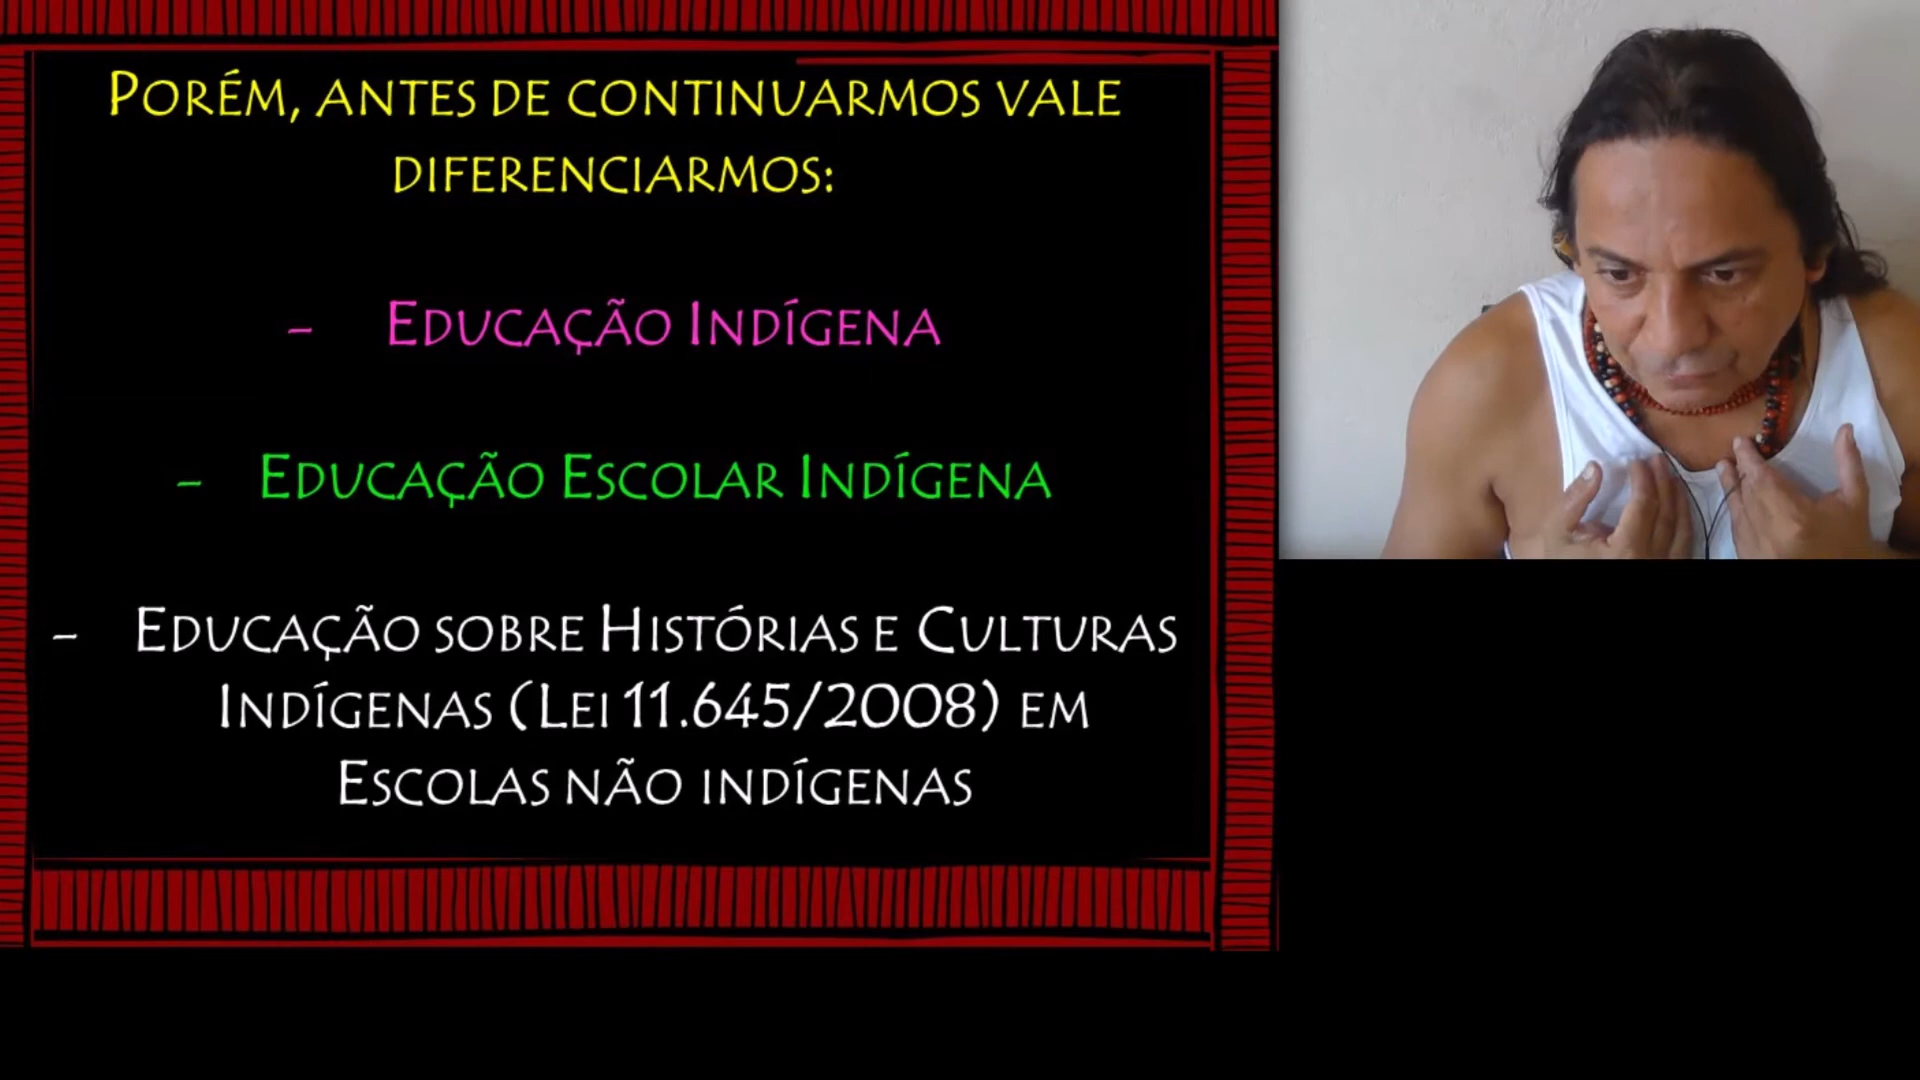 Porém, antes de continuarmos vale
diferenciarmos:
- Educação Indígena
- Educação Escolar Indígena
- Educação sobre Histórias e Culturas
Indígenas (Lei 11.645/2008) em
Escolas não indígenas